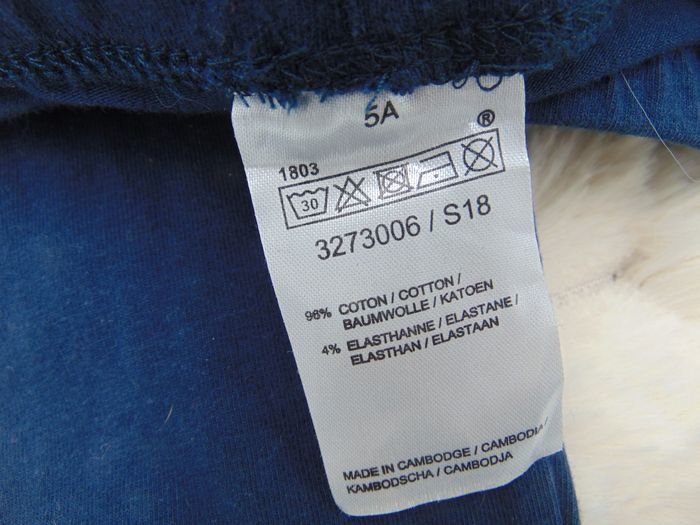 5A
®
1803
30
3273006 / S18
96% COTON / COTTON /
BAUMWOLLE / KATOEN
4% ELASTHANNE / ELASTANE /
ELASTHAN / ELASTAAN
MADE IN CAMBODGE / CAMBODIA /
KAMBODSCHA / CAMBODJA